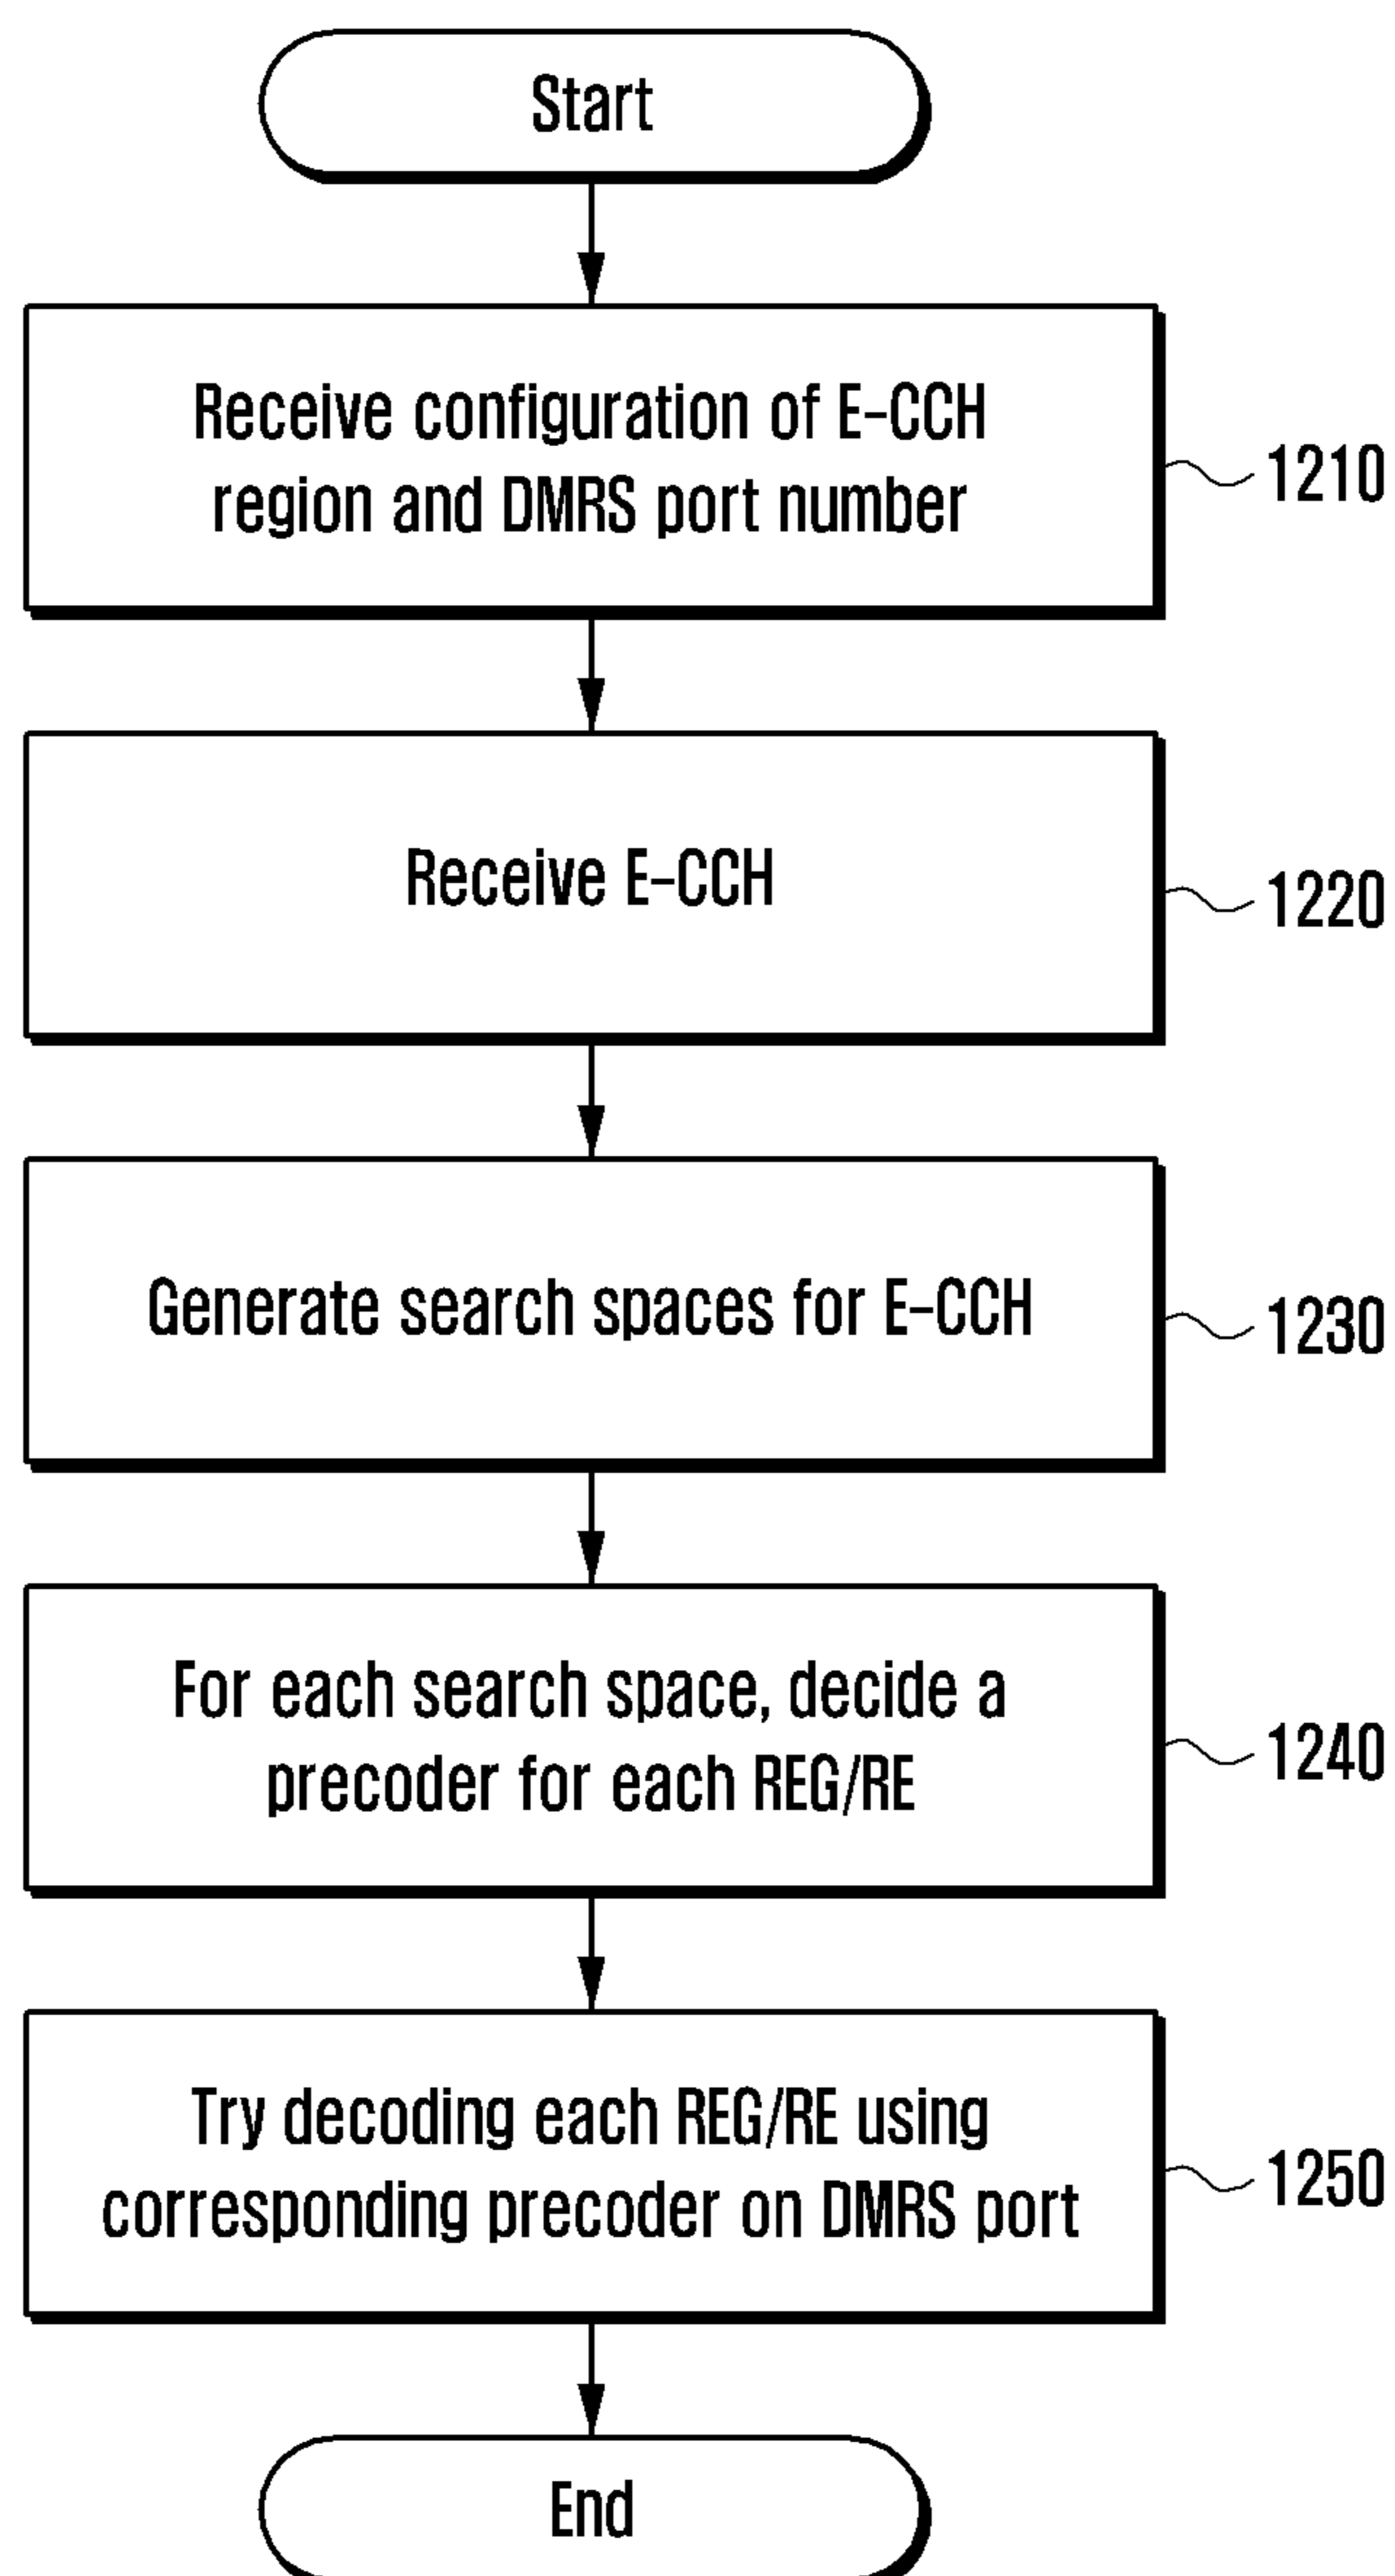 Start
Receive configuration of E-CCH
region and DMRS port number
1210
Receive E-CCH
1220
Generate search spaces for E-CCH
1230
For each search space, decide a
precoder for each REG/RE
1240
Try decoding each REG/RE using
corresponding precoder on DMRS port
1250
End